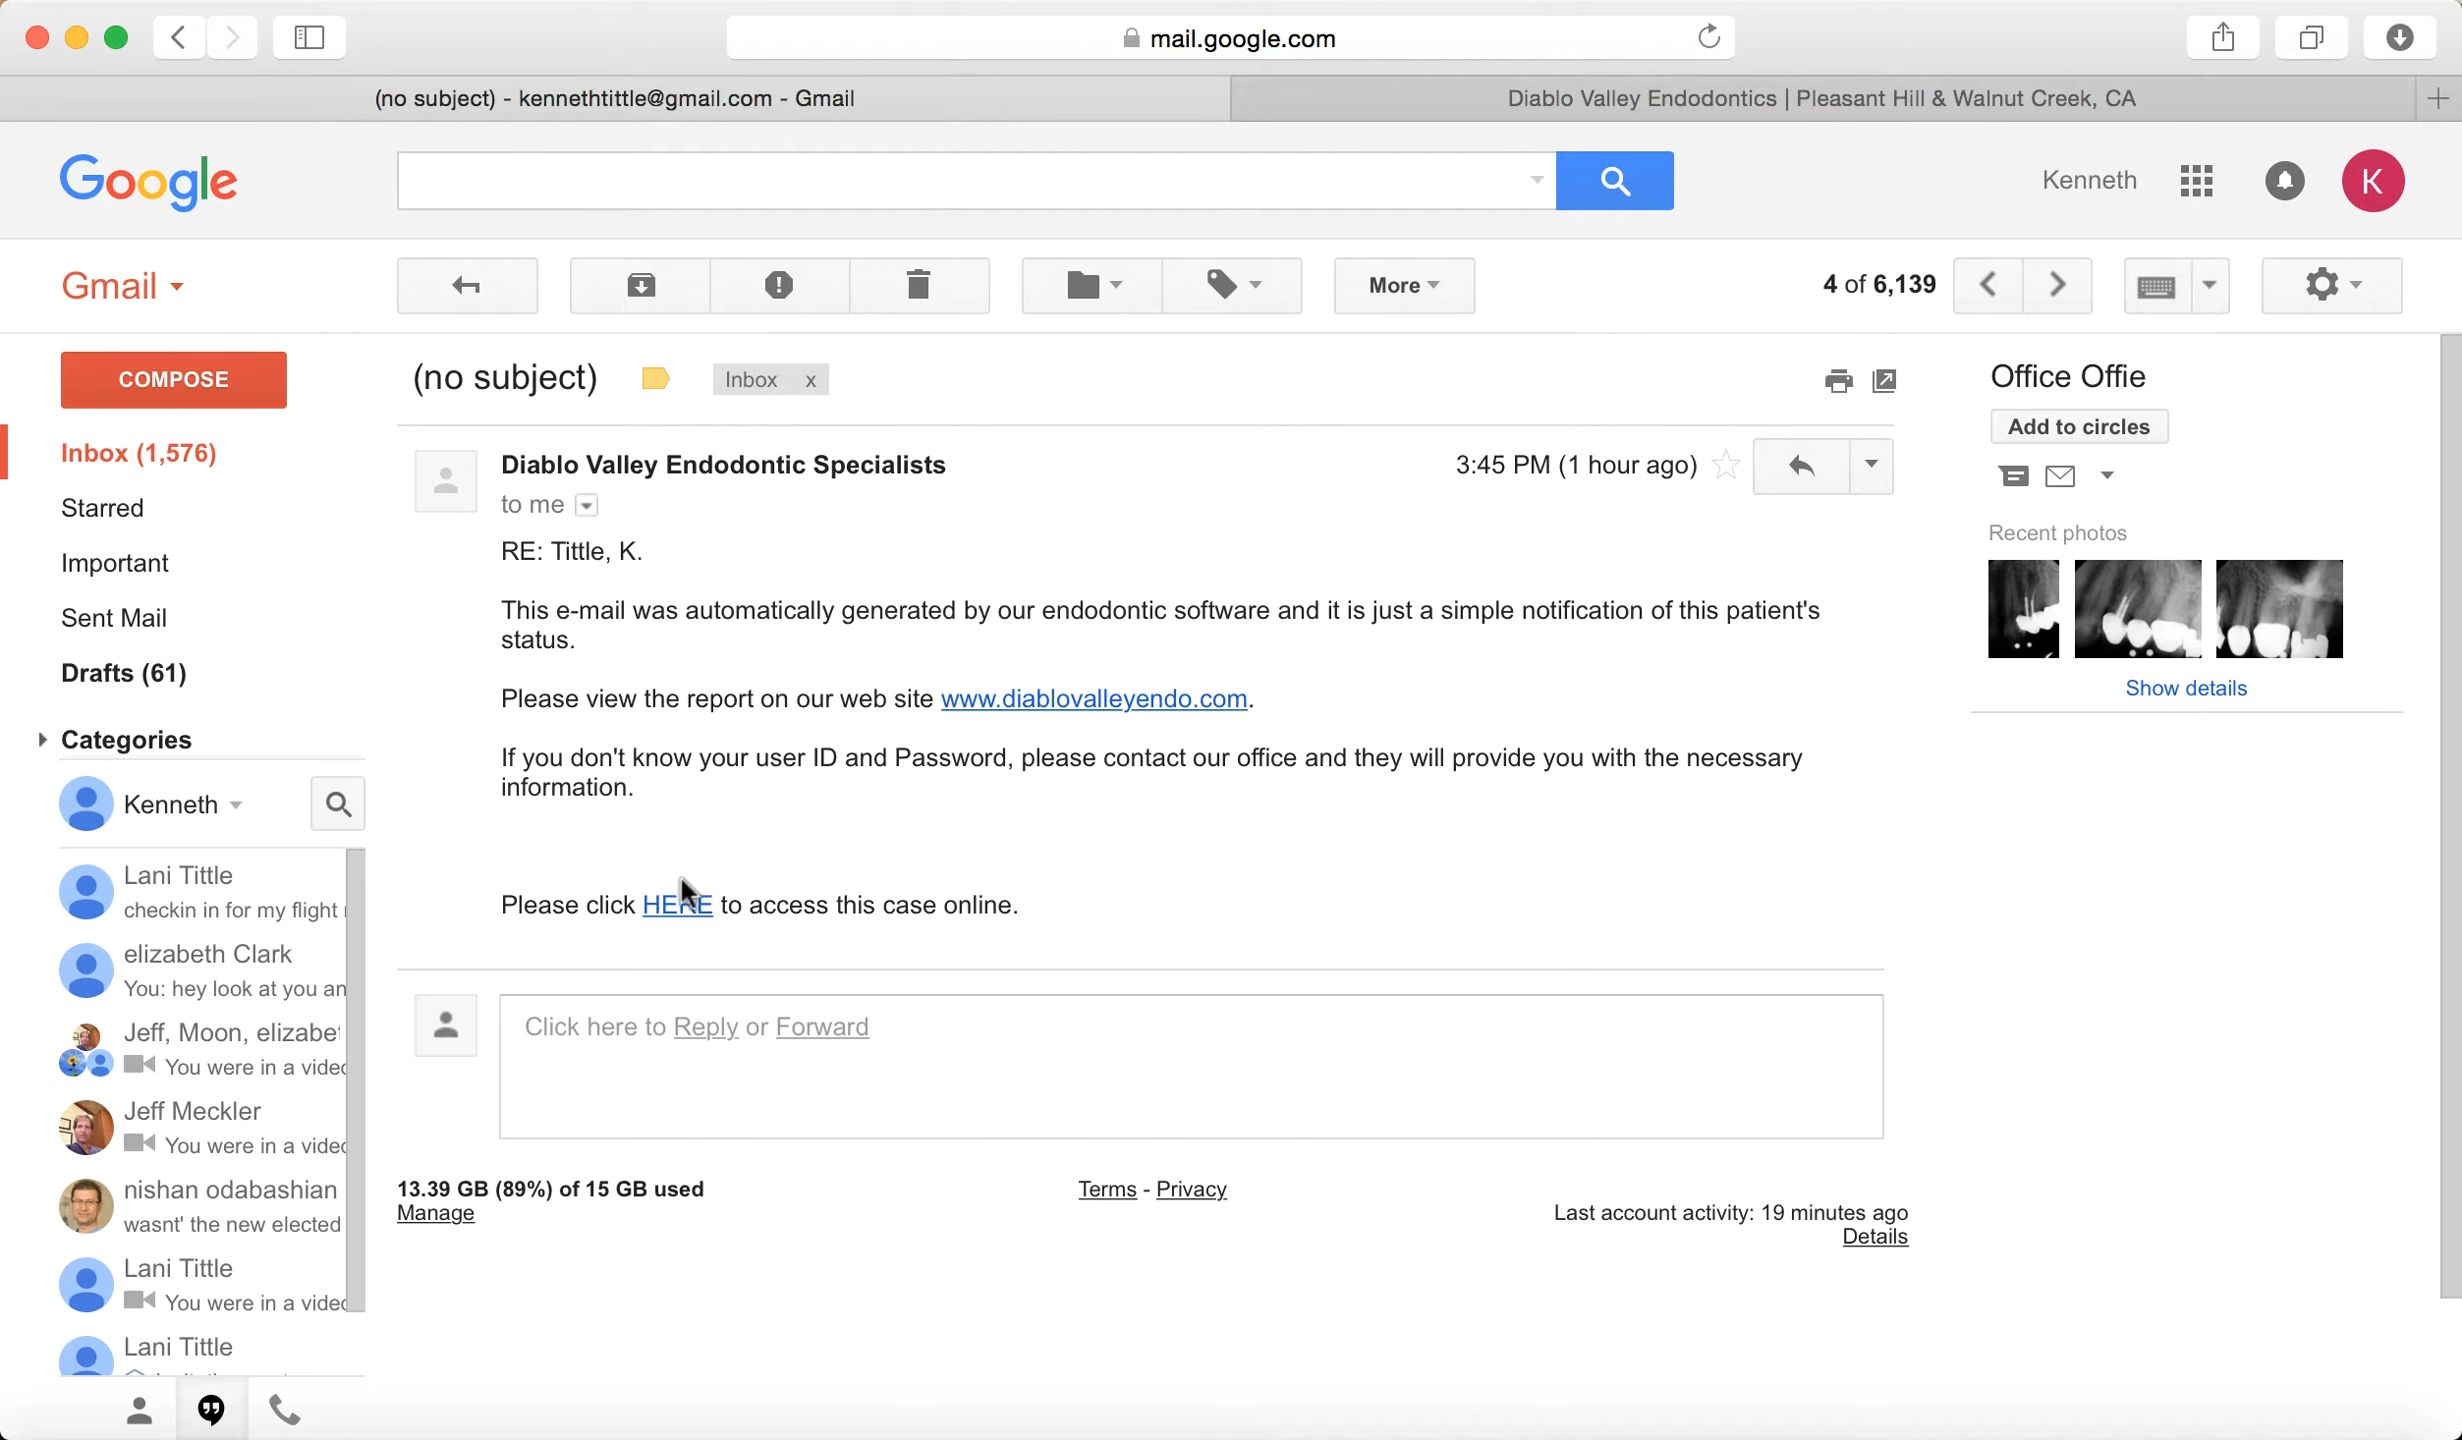 mail.google.com
(no subject) - kennethtittle@gmail.com - Gmail
Diablo Valley Endodontics | Pleasant Hill & Walnut Creek, CA
Google
Kenneth
K
Gmail
More
4 of 6,139
COMPOSE
Inbox (1,576)
Starred
Important
Sent Mail
Drafts (61)
Categories
Kenneth
Lani Tittle
checkin in for my flight
elizabeth Clark
You: hey look at you an
Jeff, Moon, elizabe
You were in a videc
Jeff Meckler
You were in a videc
nishan odabashian
wasnt' the new elected
Lani Tittle
You were in a videc
Lani Tittle
(no subject)
Inbox x
Diablo Valley Endodontic Specialists
3:45 PM (1 hour ago)
to me
RE: Tittle, K.
This e-mail was automatically generated by our endodontic software and it is just a simple notification of this patient's
status.
Please view the report on our web site www.diablovalleyendo.com.
If you don't know your user ID and Password, please contact our office and they will provide you with the necessary
information.
Please click HERE to access this case online.
Click here to Reply or Forward
13.39 GB (89%) of 15 GB used
Manage
Terms - Privacy
Last account activity: 19 minutes ago
Details
Office Offie
Add to circles
Recent photos
Show details